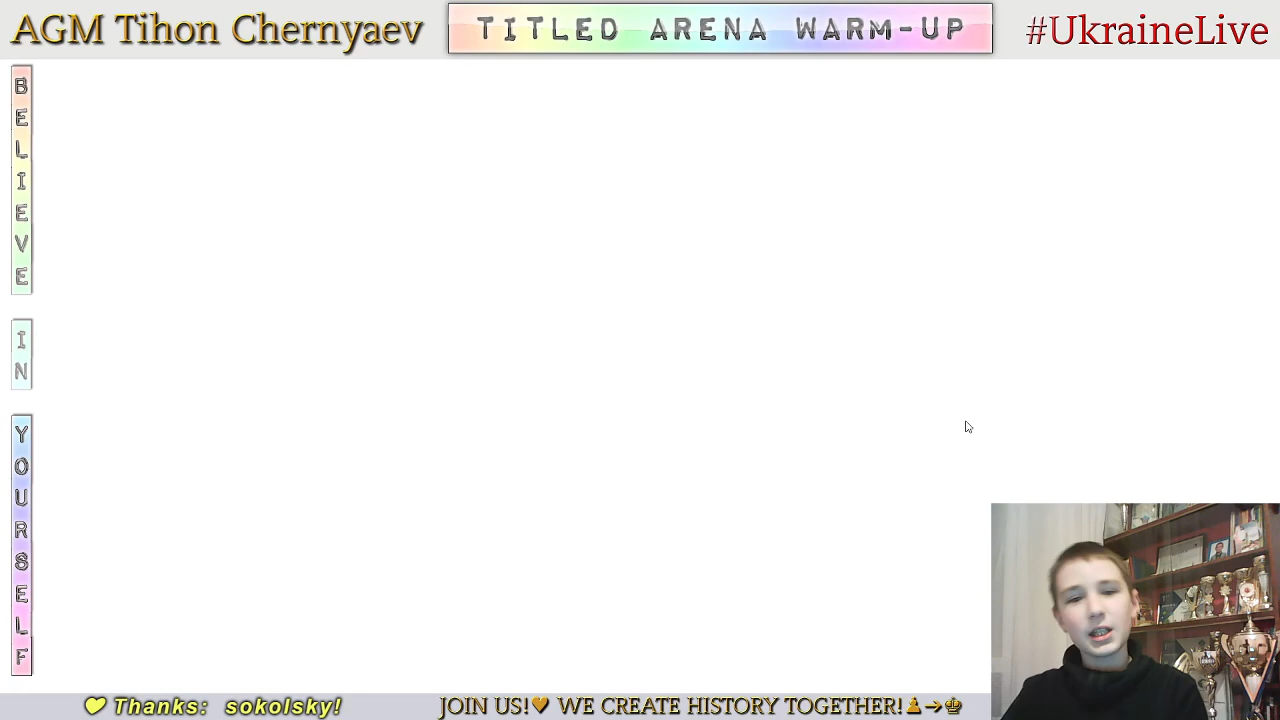 AGM Tihon Chernyaev
TITLED ARENA WARM-UP
#UkraineLive
BELIEVE
IN
YOURSELF
💛 Thanks: sokolsky!
JOIN US!♥ WE CREATE HISTORY TOGETHER!♟→♚